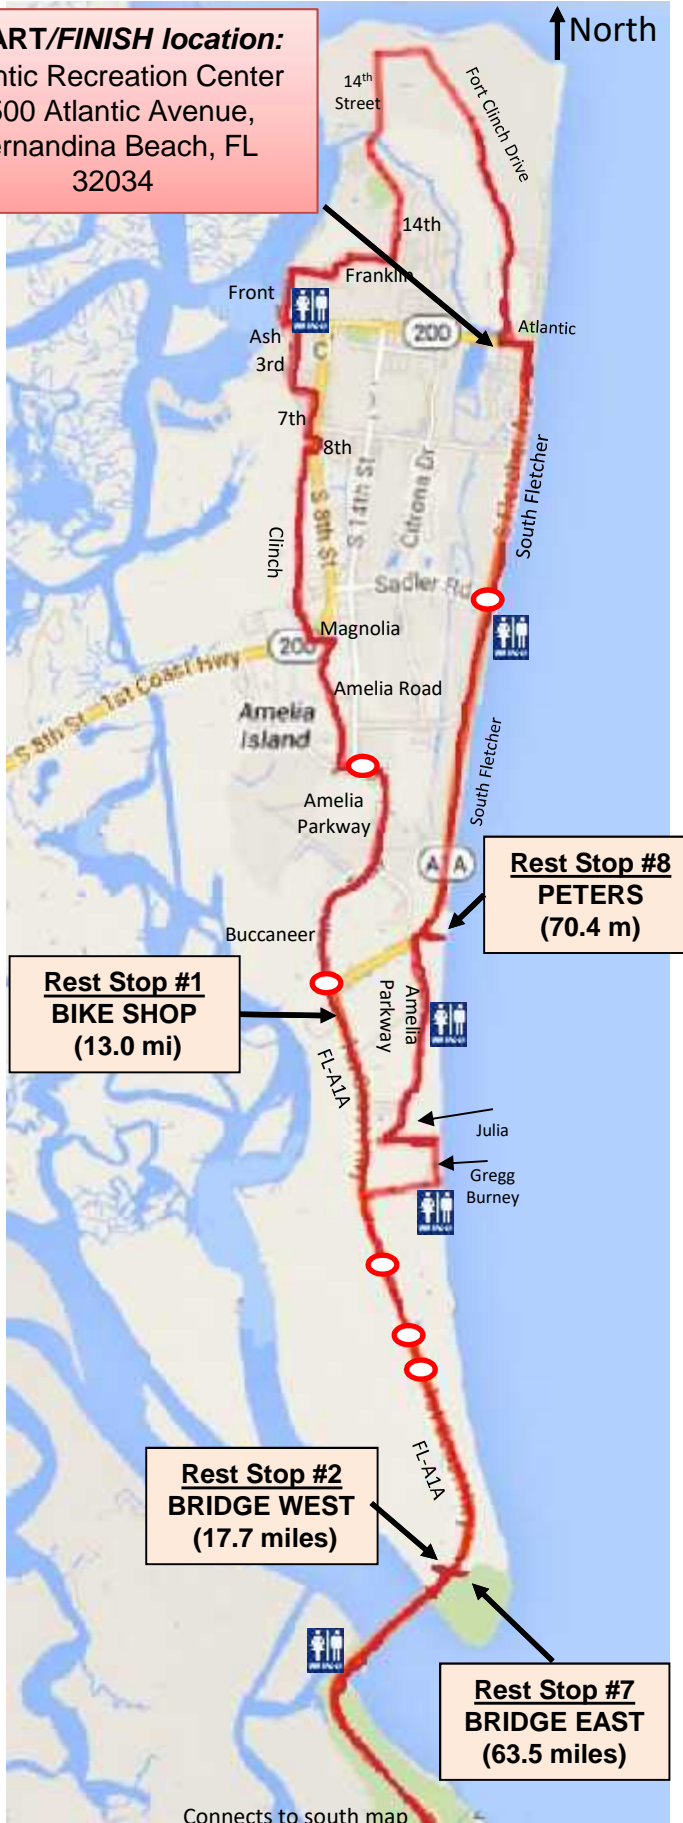 ART/FINISH location:
ntic Recreation Center
500 Atlantic Avenue,
ernandina Beach, FL
32034
North
14th
Street
Fort Clinch Drive
14th
Franklin
Front
Ash
3rd
200
Atlantic
7th
8th
S 8th St
S 14th St
Citrona Dr
S Fletcher Ave
South Fletcher
Clinch
Sadler Rd
Magnolia
200
S 8th St
1st Coast Hwy
Amelia Road
Amelia
Island
Amelia
Parkway
South Fletcher
A1A
Rest Stop #8
PETERS
(70.4 m)
Buccaneer
Rest Stop #1
BIKE SHOP
(13.0 mi)
Amelia
Parkway
FL-A1A
Julia
Gregg
Burney
FL-A1A
Rest Stop #2
BRIDGE WEST
(17.7 miles)
Rest Stop #7
BRIDGE EAST
(63.5 miles)
Connects to south map